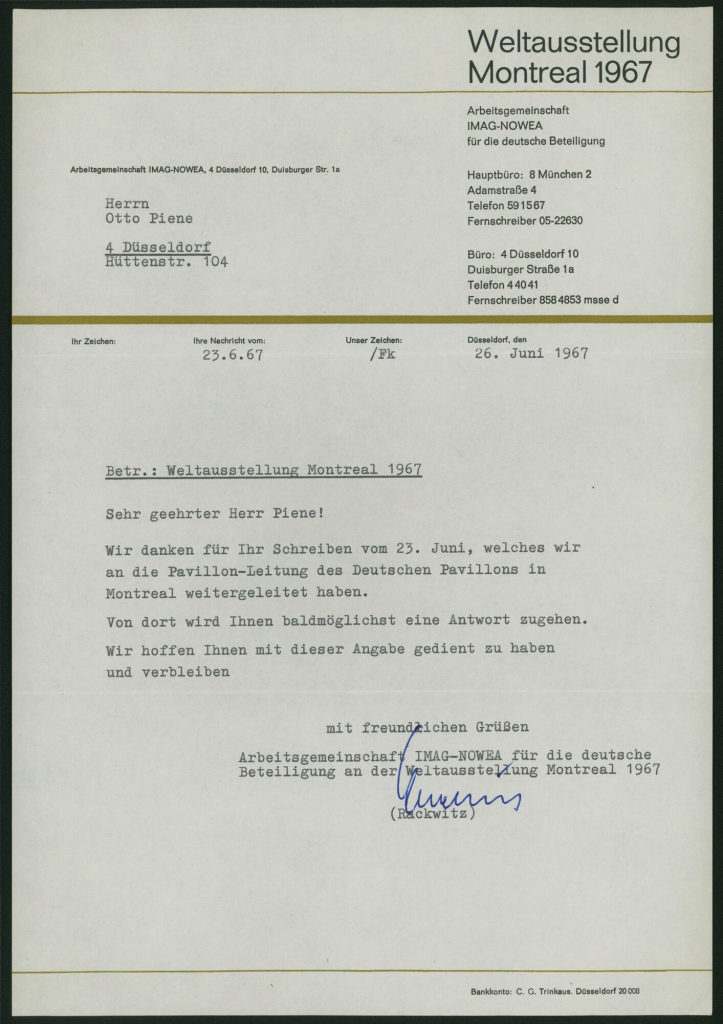 Weltausstellung
Montreal 1967
Arbeitsgemeinschaft
IMAG-NOWEA
für die deutsche Beteiligung
Arbeitsgemeinschaft IMAG-NOWEA, 4 Düsseldorf 10, Duisburger Str. 1a
Hauptbüro: 8 München 2
Adamstraße 4
Telefon 591567
Fernschreiber 05-22630
Herrn
Otto Piene
4 Düsseldorf
Hüttenstr. 104
Büro: 4 Düsseldorf 10
Duisburger Straße 1a
Telefon 44041
Fernschreiber 8584853 msse d
Ihr Zeichen: Ihre Nachricht vom: Unser Zeichen: Düsseldorf, den
23.6.67 /Fk 26. Juni 1967
Betr.: Weltausstellung Montreal 1967
Sehr geehrter Herr Piene!
Wir danken für Ihr Schreiben vom 23. Juni, welches wir
an die Pavillon-Leitung des Deutschen Pavillons in
Montreal weitergeleitet haben.
Von dort wird Ihnen baldmöglichst eine Antwort zugehen.
Wir hoffen Ihnen mit dieser Angabe gedient zu haben
und verbleiben
mit freundlichen Grüßen
Arbeitsgemeinschaft IMAG-NOWEA für die deutsche
Beteiligung an der Weltausstellung Montreal 1967
(Rackwitz)
Bankkonto: C. G. Trinkaus. Düsseldorf 20008